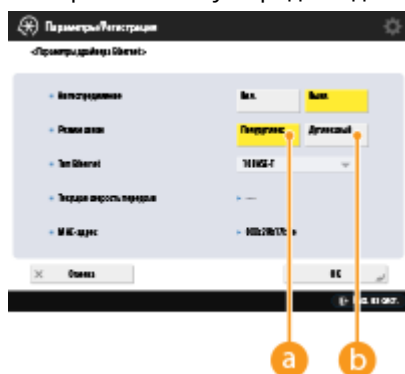 Параметры/Регистрация
<Параметры драйвера Ethernet>
Автоопределение Вкл. Выкл.
Режим связи Полудуплекс Дуплексный
Тип Ethernet 10 BASE-T
Текущая скорость передачи
MAC-адрес
Отмена OK
a b